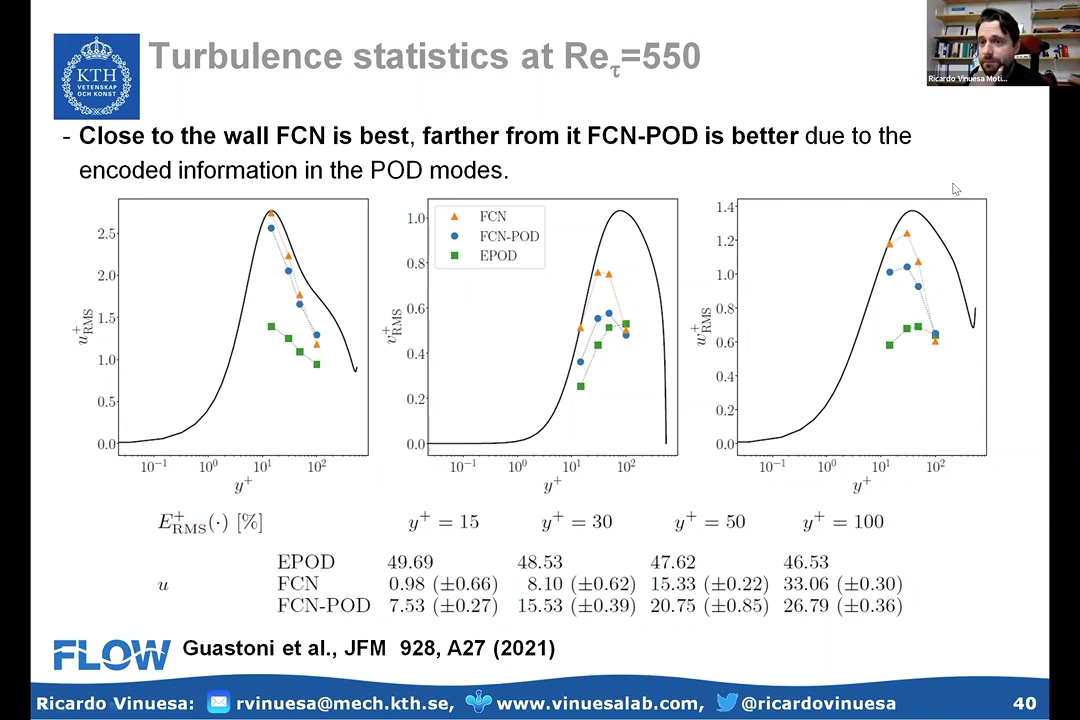 Turbulence statistics at Reτ=550
KTH
VETENSKAP
OCH KONST
Ricardo Vinuesa Moti...
- Close to the wall FCN is best, farther from it FCN-POD is better due to the
encoded information in the POD modes.
u+RMS
2.5
2.0
1.5
1.0
0.5
0.0
10−1 100 101 102
y+
FCN
FCN-POD
EPOD
v+RMS
1.0
0.8
0.6
0.4
0.2
0.0
10−1 100 101 102
y+
w+RMS
1.4
1.2
1.0
0.8
0.6
0.4
0.2
0.0
10−1 100 101 102
y+
E+RMS(·) [%] y+ = 15 y+ = 30 y+ = 50 y+ = 100
EPOD 49.69 48.53 47.62 46.53
u FCN 0.98 (±0.66) 8.10 (±0.62) 15.33 (±0.22) 33.06 (±0.30)
FCN-POD 7.53 (±0.27) 15.53 (±0.39) 20.75 (±0.85) 26.79 (±0.36)
FLOW Guastoni et al., JFM 928, A27 (2021)
Ricardo Vinuesa: rvinuesa@mech.kth.se, www.vinuesalab.com, @ricardovinuesa 40